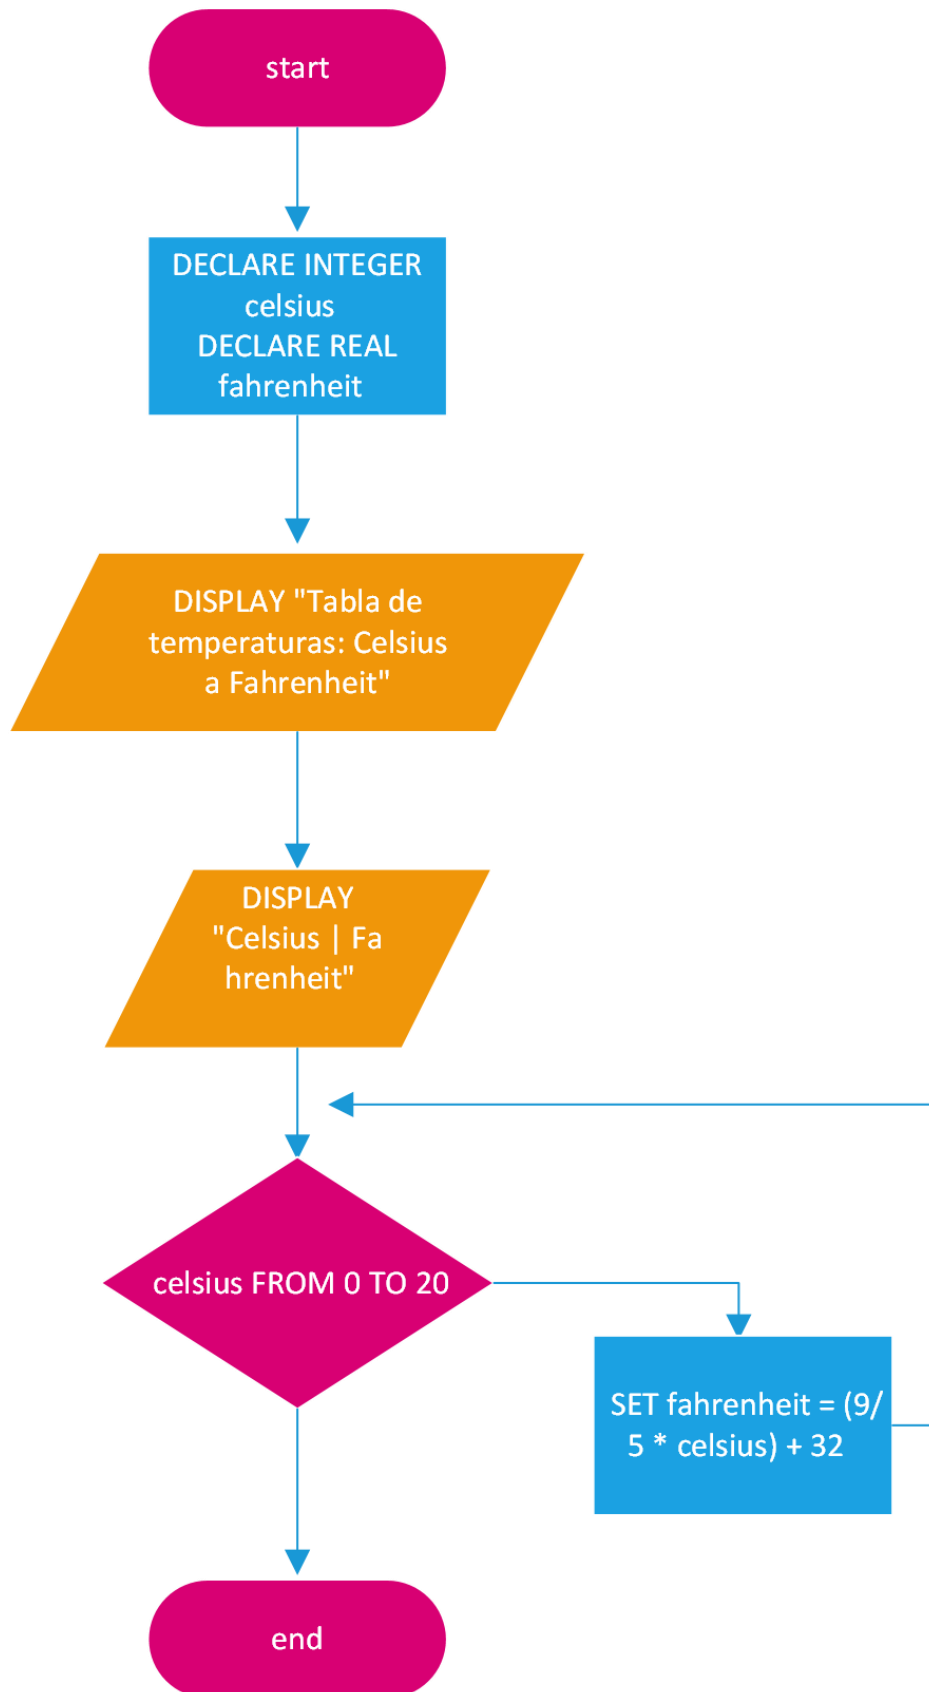 start
DECLARE INTEGER
celsius
DECLARE REAL
fahrenheit
DISPLAY "Tabla de
temperaturas: Celsius
a Fahrenheit"
DISPLAY
"Celsius | Fa
hrenheit"
celsius FROM 0 TO 20
SET fahrenheit = (9/
5 * celsius) + 32
end